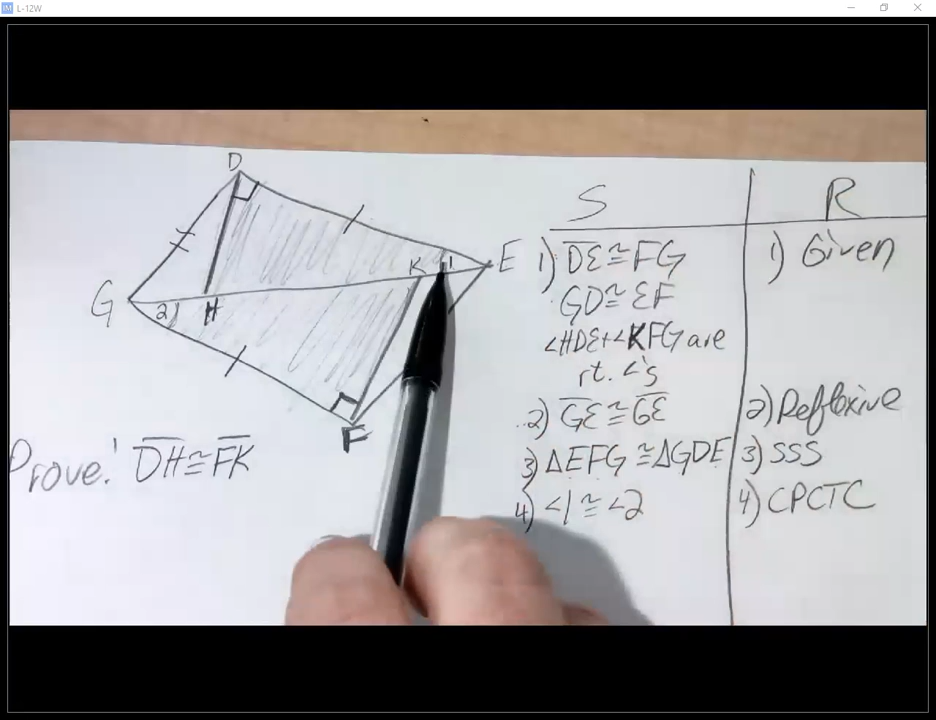 L-12W
D
G
E
K
1
2
H
F
Prove: DH≅FK
S
R
1) DE≅FG
GD≅EF
∠HDE+∠KFG are
rt. ∠'s
1) Given
2) GE≅GE
2) Reflexive
3) ΔEFG≅ΔGDE
3) SSS
4) ∠1≅∠2
4) CPCTC